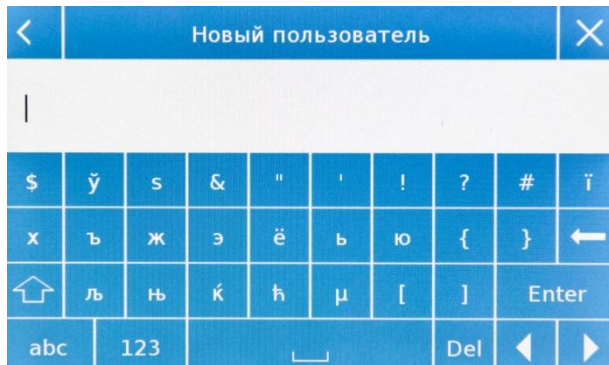 Новый пользователь
$ ў ѕ & " ' ! ? # ї
х ъ ж э ё ь ю { }
љ њ ќ ћ µ [ ] Enter
abc 123 Del